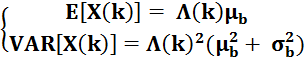 E[X(k)] = Λ(k)μ_b
VAR[X(k)] = Λ(k)²(μ_b² + σ_b²)